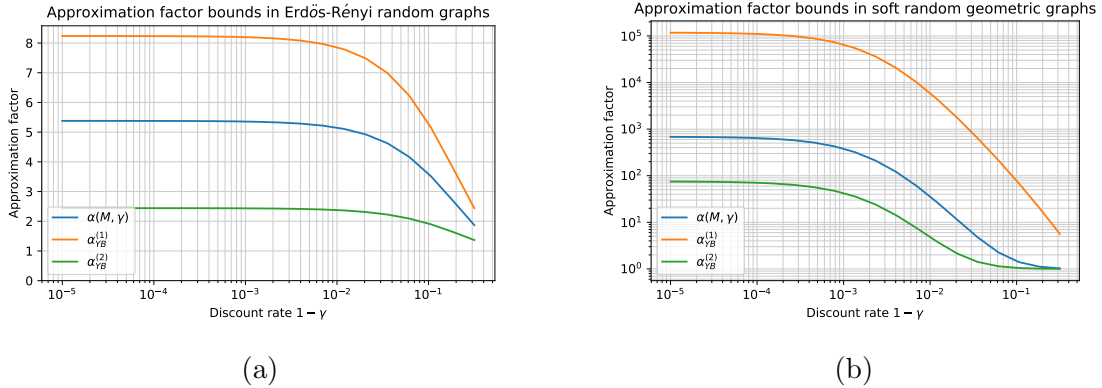 Approximation factor bounds in Erdős-Rényi random graphs
8
7
6
5
4
3
2
1
0
Approximation factor
α(M, γ)
α_{YB}^{(1)}
α_{YB}^{(2)}
10^{-5} 10^{-4} 10^{-3} 10^{-2} 10^{-1}
Discount rate 1 − γ
(a)
Approximation factor bounds in soft random geometric graphs
10^5
10^4
10^3
10^2
10^1
10^0
Approximation factor
α(M, γ)
α_{YB}^{(1)}
α_{YB}^{(2)}
10^{-5} 10^{-4} 10^{-3} 10^{-2} 10^{-1}
Discount rate 1 − γ
(b)